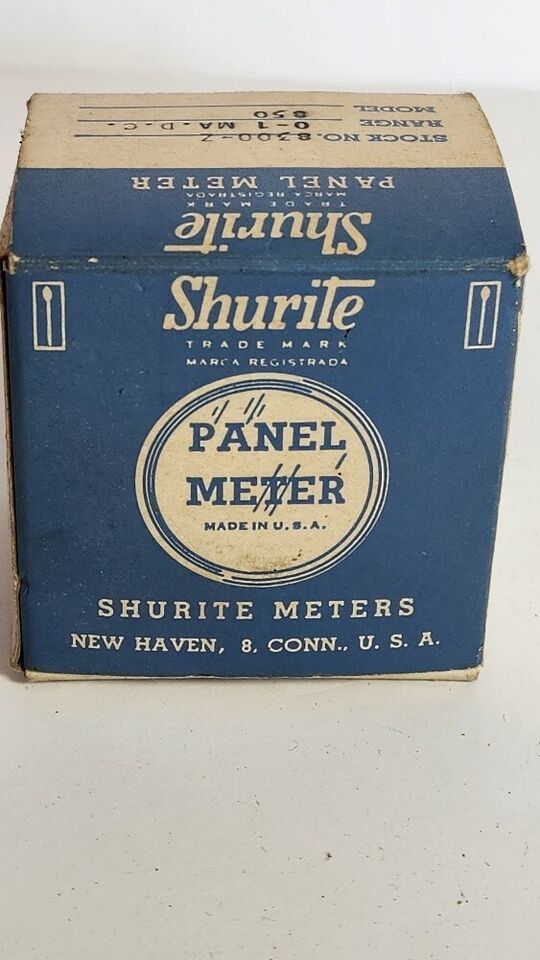 STOCK NO. 8300-Z
RANGE 0-1 MA.D.C.
MODEL 850
Shurite
TRADE MARK
MARCA REGISTRADA
PANEL METER
Shurite
TRADE MARK
MARCA REGISTRADA
PANEL
METER
MADE IN U.S.A.
SHURITE METERS
NEW HAVEN, 8, CONN., U. S. A.